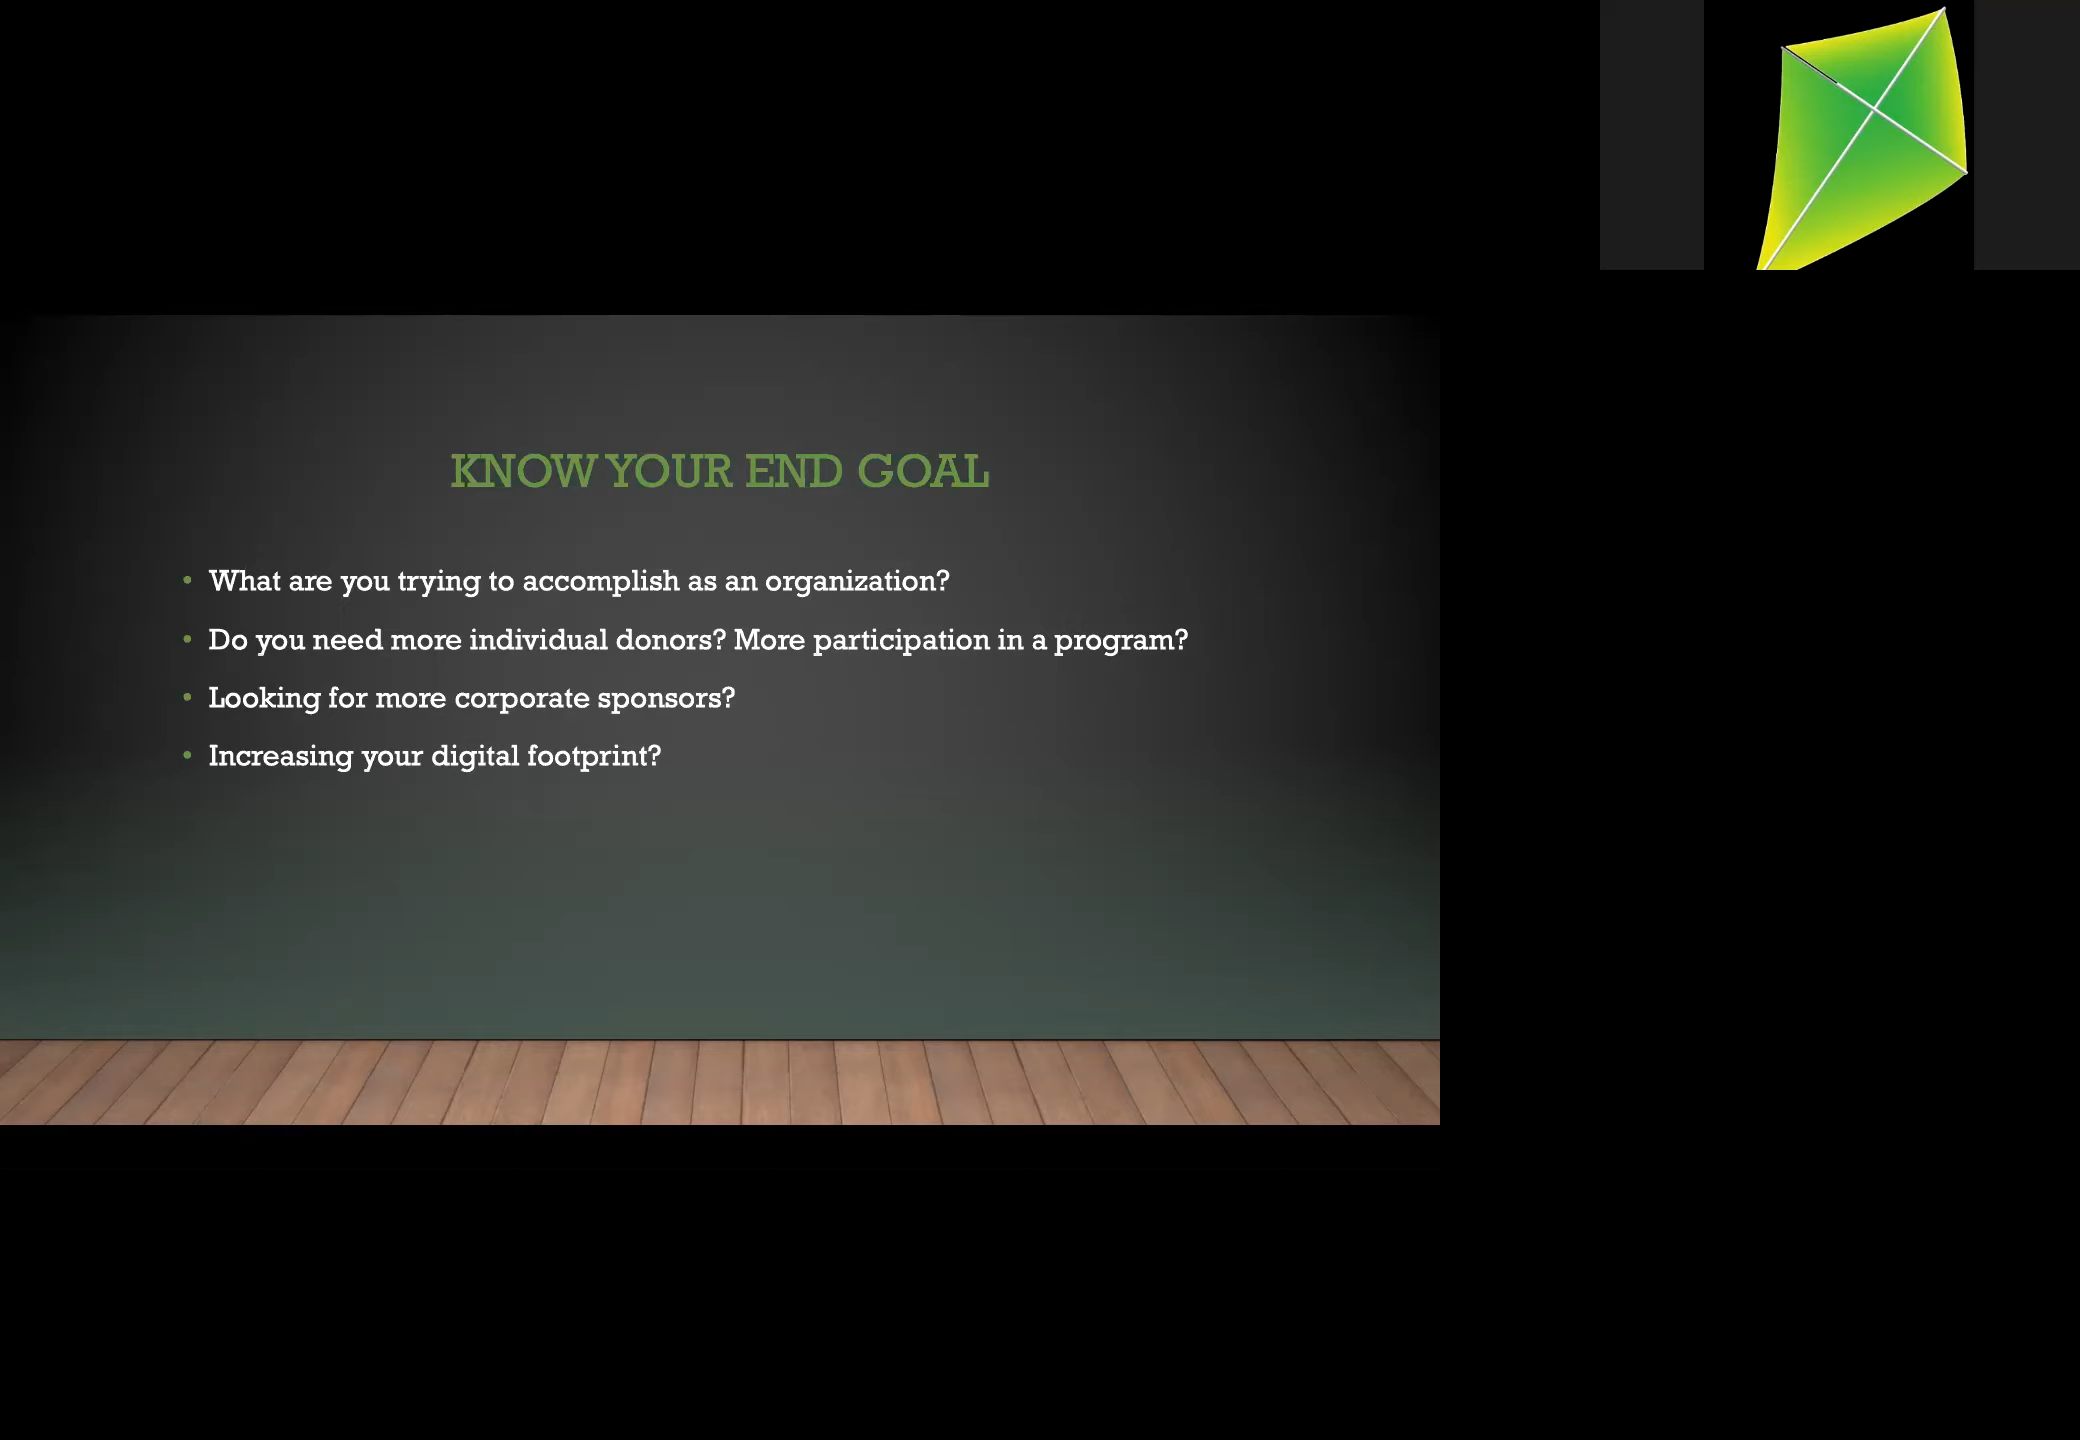 KNOW YOUR END GOAL
• What are you trying to accomplish as an organization?
• Do you need more individual donors? More participation in a program?
• Looking for more corporate sponsors?
• Increasing your digital footprint?